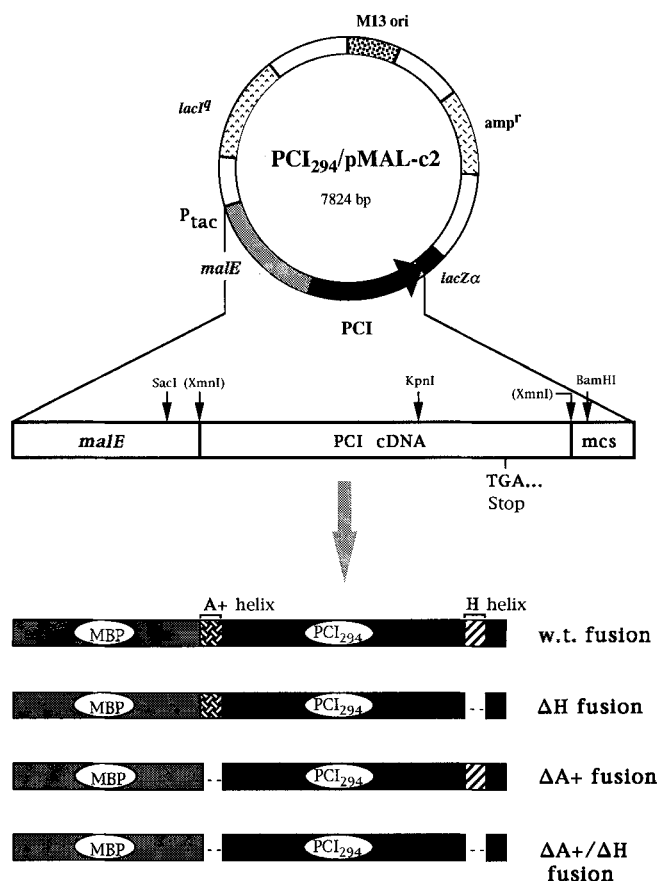 M13 ori
lacIq
ampr
PCI294/pMAL-c2
7824 bp
Ptac
malE
lacZα
PCI
SacI (XmnI) KpnI (XmnI) BamHI
malE PCI cDNA mcs
TGA...
Stop
A+ helix H helix
MBP PCI294 w.t. fusion
MBP PCI294 ΔH fusion
MBP PCI294 ΔA+ fusion
MBP PCI294 ΔA+/ΔH
fusion